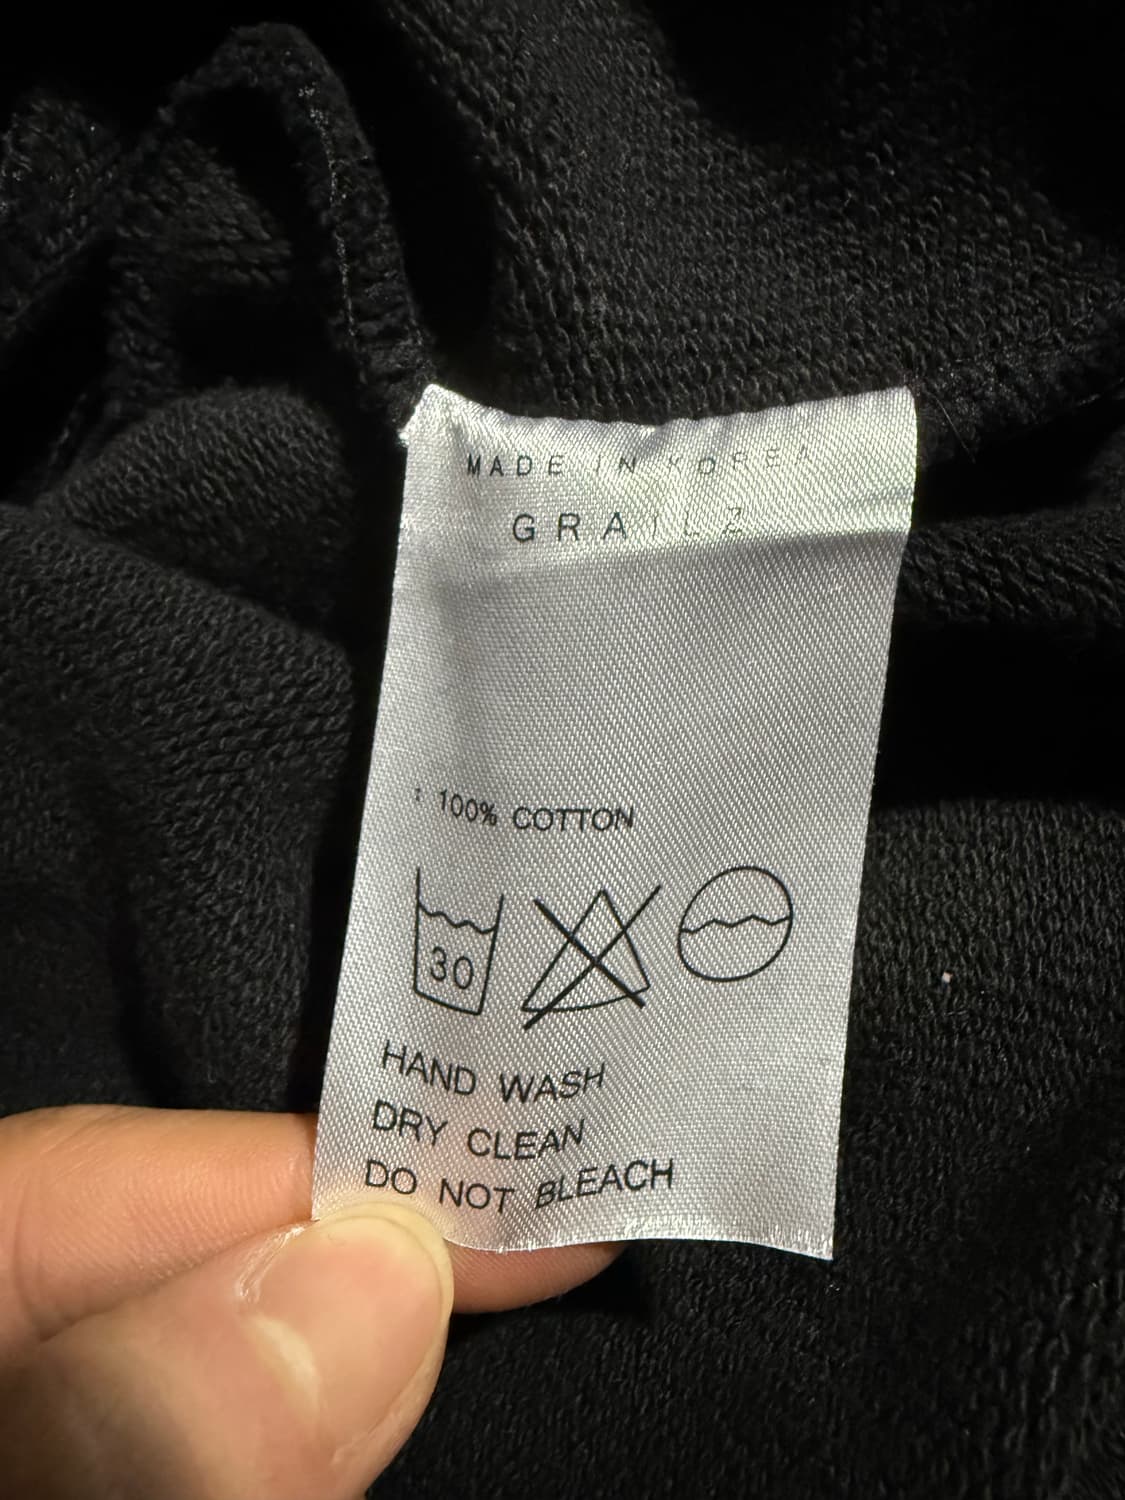 MADE IN KOREA
GRAILZ
: 100% COTTON
30
HAND WASH
DRY CLEAN
DO NOT BLEACH